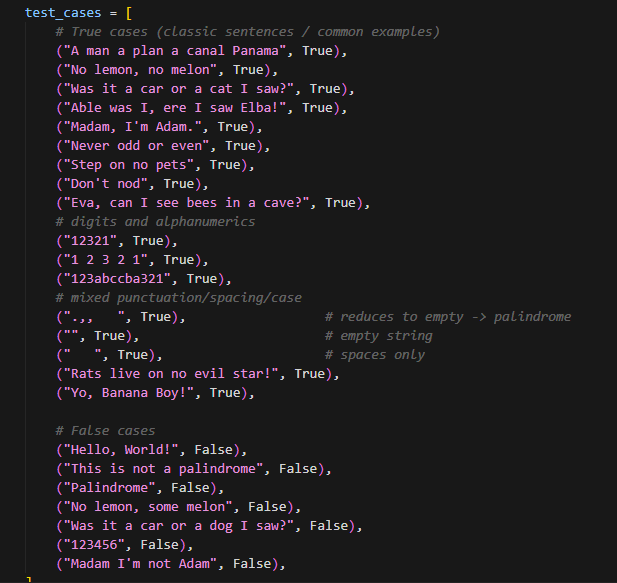 test_cases = [
    # True cases (classic sentences / common examples)
    ("A man a plan a canal Panama", True),
    ("No lemon, no melon", True),
    ("Was it a car or a cat I saw?", True),
    ("Able was I, ere I saw Elba!", True),
    ("Madam, I'm Adam.", True),
    ("Never odd or even", True),
    ("Step on no pets", True),
    ("Don't nod", True),
    ("Eva, can I see bees in a cave?", True),
    # digits and alphanumerics
    ("12321", True),
    ("1 2 3 2 1", True),
    ("123abccba321", True),
    # mixed punctuation/spacing/case
    (".,,   ", True),                  # reduces to empty -> palindrome
    ("", True),                        # empty string
    ("   ", True),                     # spaces only
    ("Rats live on no evil star!", True),
    ("Yo, Banana Boy!", True),

    # False cases
    ("Hello, World!", False),
    ("This is not a palindrome", False),
    ("Palindrome", False),
    ("No lemon, some melon", False),
    ("Was it a car or a dog I saw?", False),
    ("123456", False),
    ("Madam I'm not Adam", False),
]